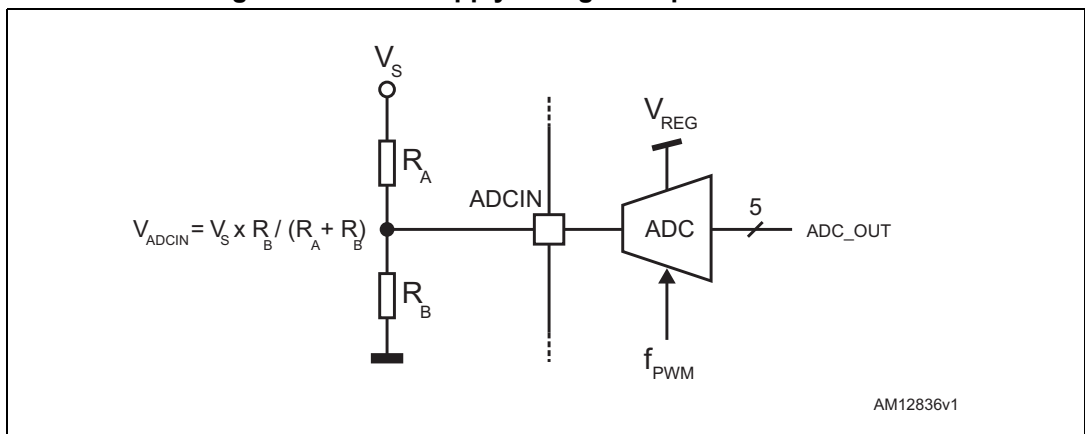 V_S
R_A
V_REG
ADCIN
5
V_ADCIN = V_S x R_B / (R_A + R_B)
ADC
ADC_OUT
R_B
f_PWM
AM12836v1